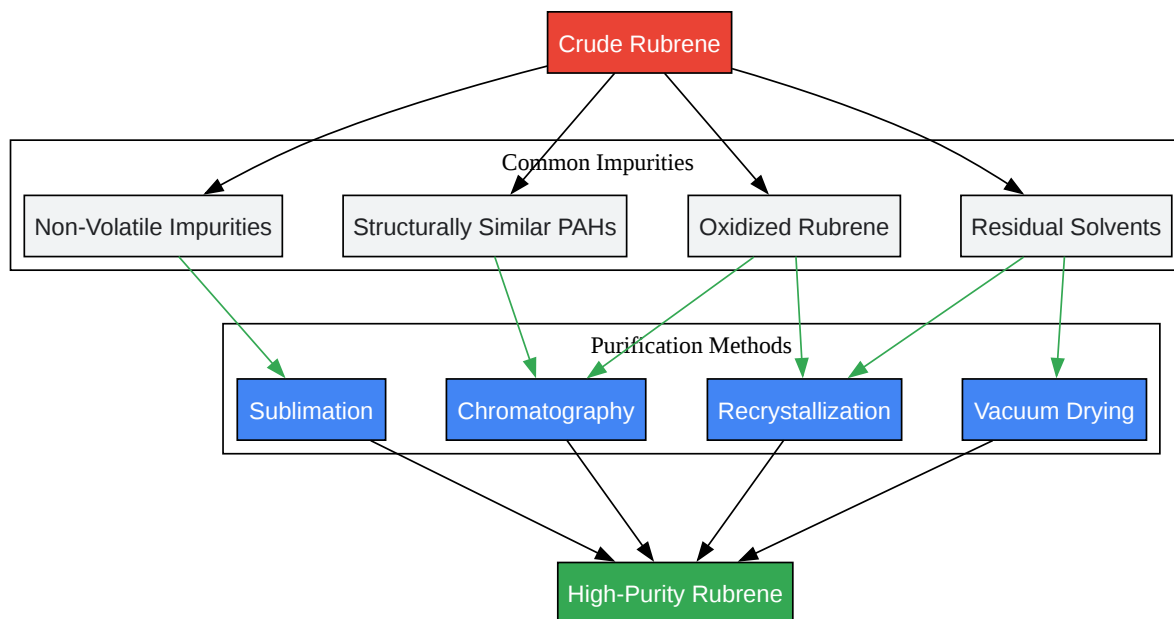 Crude Rubrene
Common Impurities
Non-Volatile Impurities
Structurally Similar PAHs
Oxidized Rubrene
Residual Solvents
Purification Methods
Sublimation
Chromatography
Recrystallization
Vacuum Drying
High-Purity Rubrene